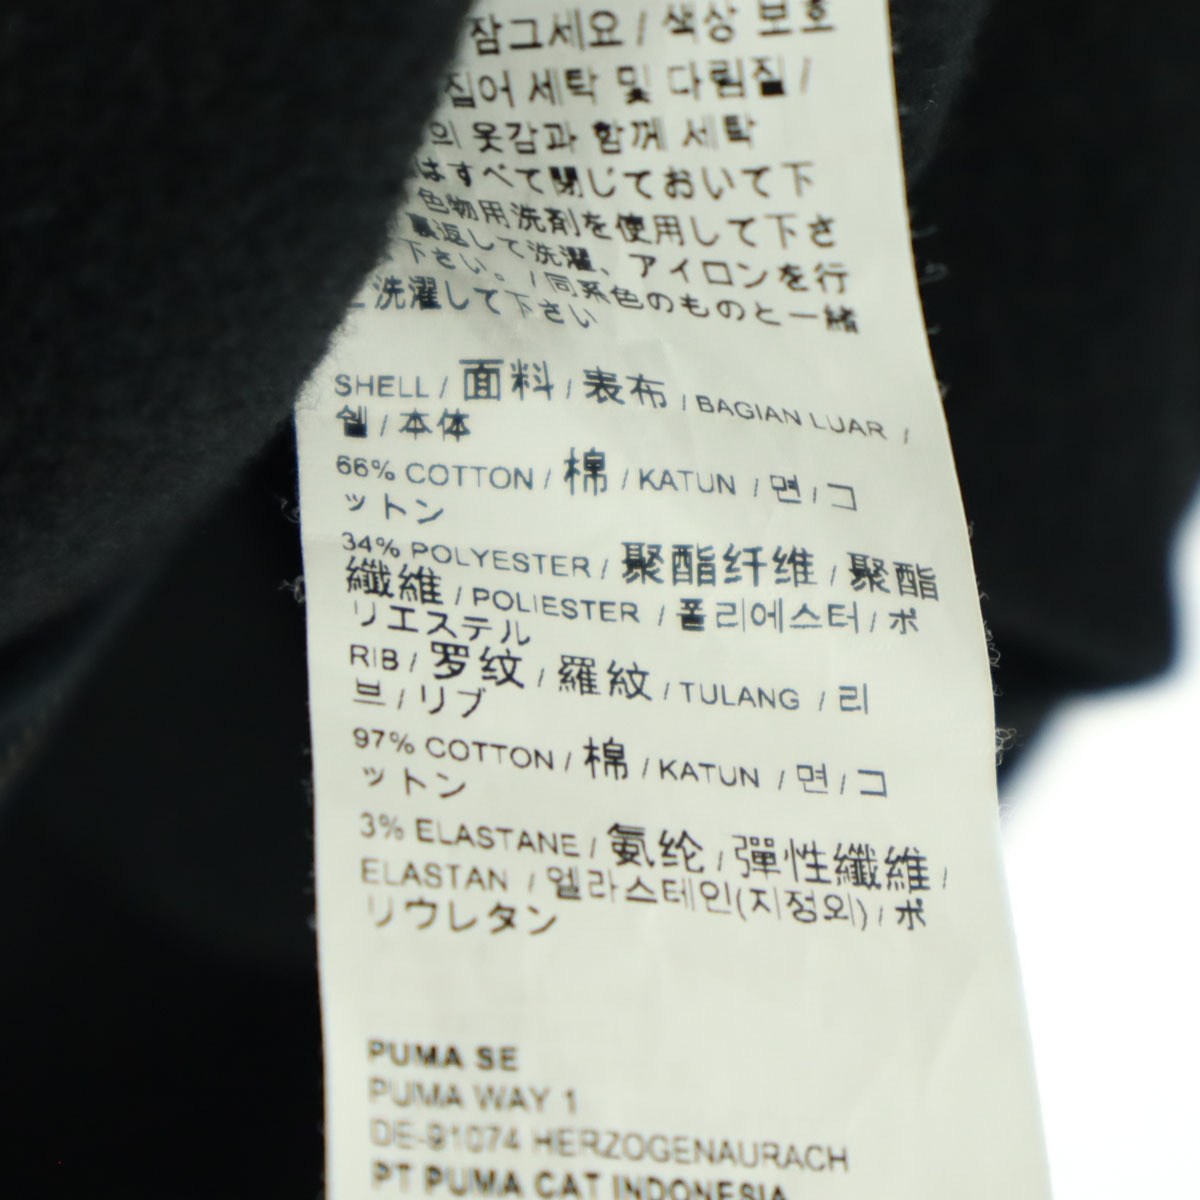 잠그세요 / 색상 보호
집어 세탁 및 다림질 /
의 옷감과 함께 세탁
はすべて閉じておいて下
色物用洗剤を使用して下さ
裏返して洗濯、アイロンを行
下さい。/ 同系色のものと一緒
に洗濯して下さい
SHELL / 面料 / 表布 / BAGIAN LUAR /
쉘 / 本体
66% COTTON / 棉 / KATUN / 면 / コ
ットン
34% POLYESTER / 聚酯纤维 / 聚酯
纖維 / POLIESTER / 폴리에스터 / ポ
リエステル
RIB / 罗纹 / 羅紋 / TULANG / 리
브 / リブ
97% COTTON / 棉 / KATUN / 면 / コ
ットン
3% ELASTANE / 氨纶 / 彈性纖維 /
ELASTAN / 엘라스테인(지정외) / ポ
リウレタン
PUMA SE
PUMA WAY 1
DE-91074 HERZOGENAURACH
PT PUMA CAT INDONESIA